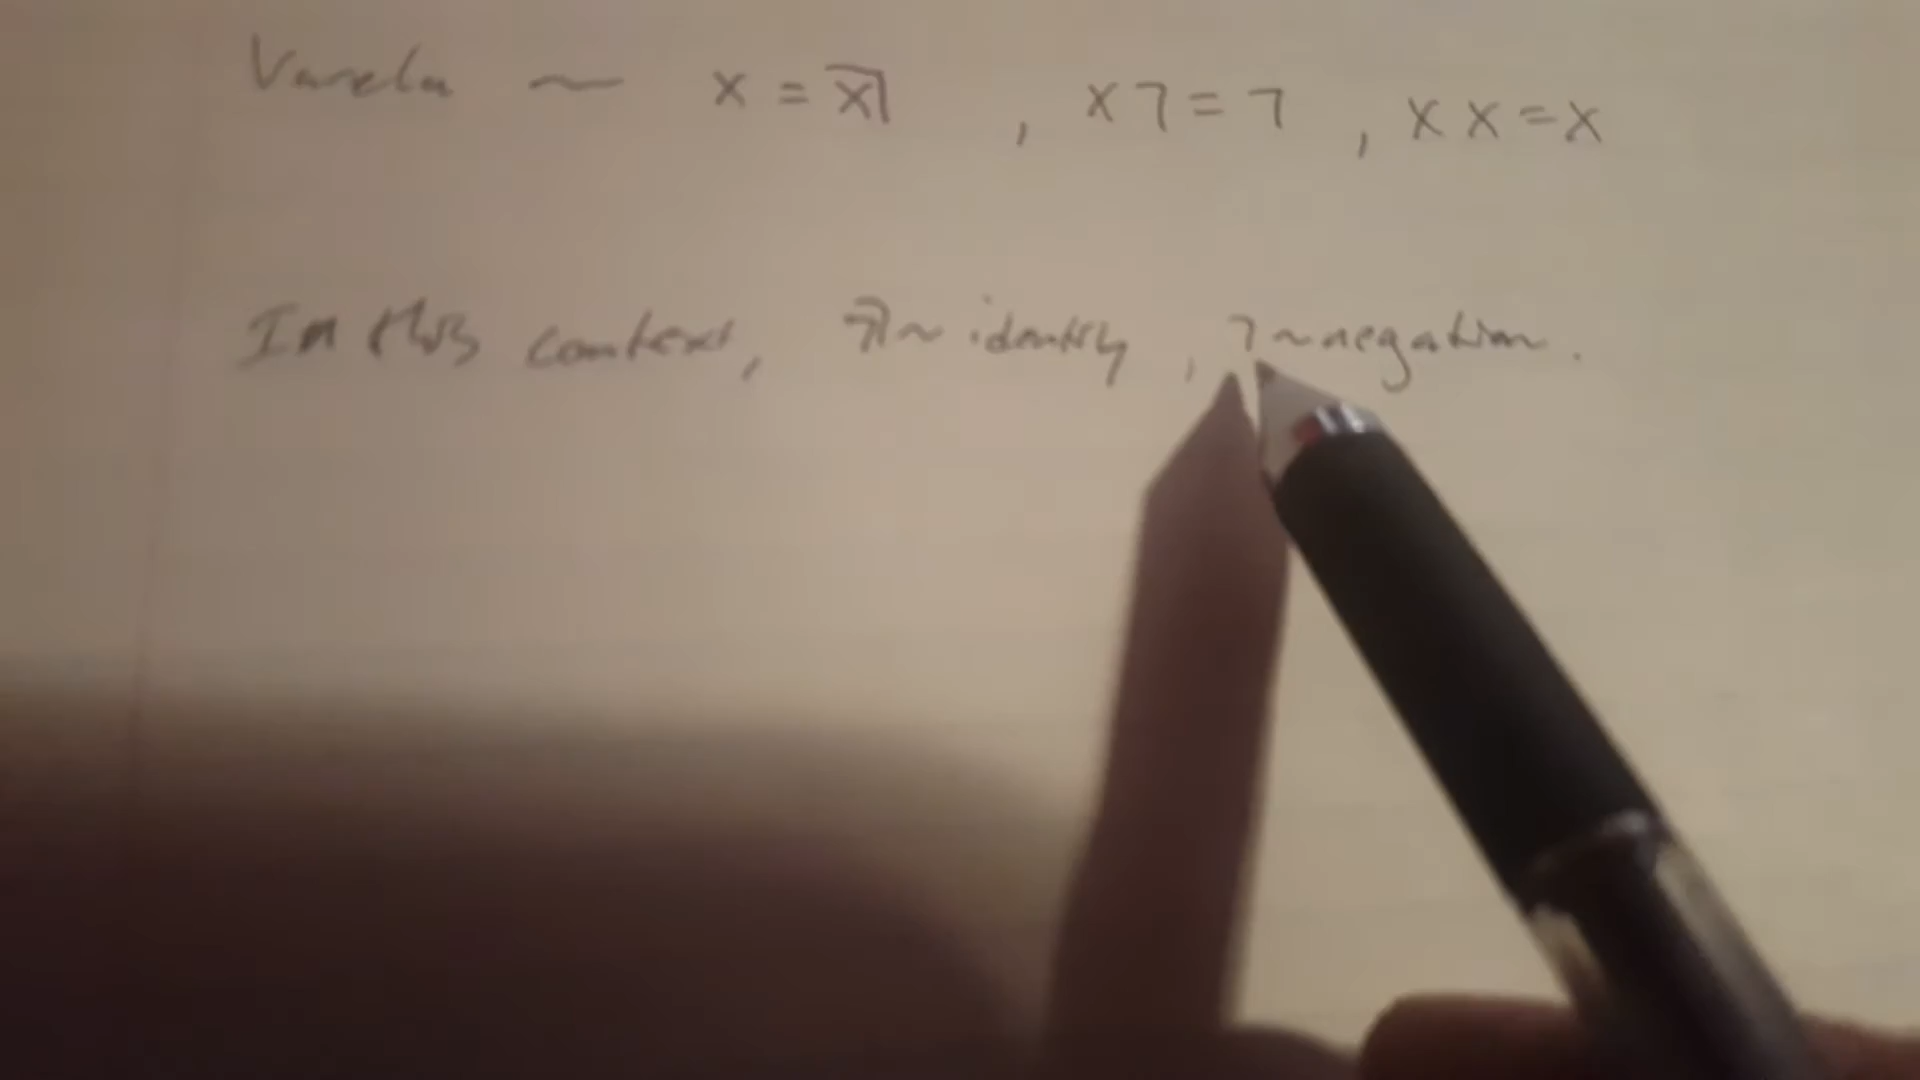 Varela ~ x = x̅|̅| , x ¬ = ¬ , x x = x
In this context, ¬̅|~ identity , ¬ ~ negation .